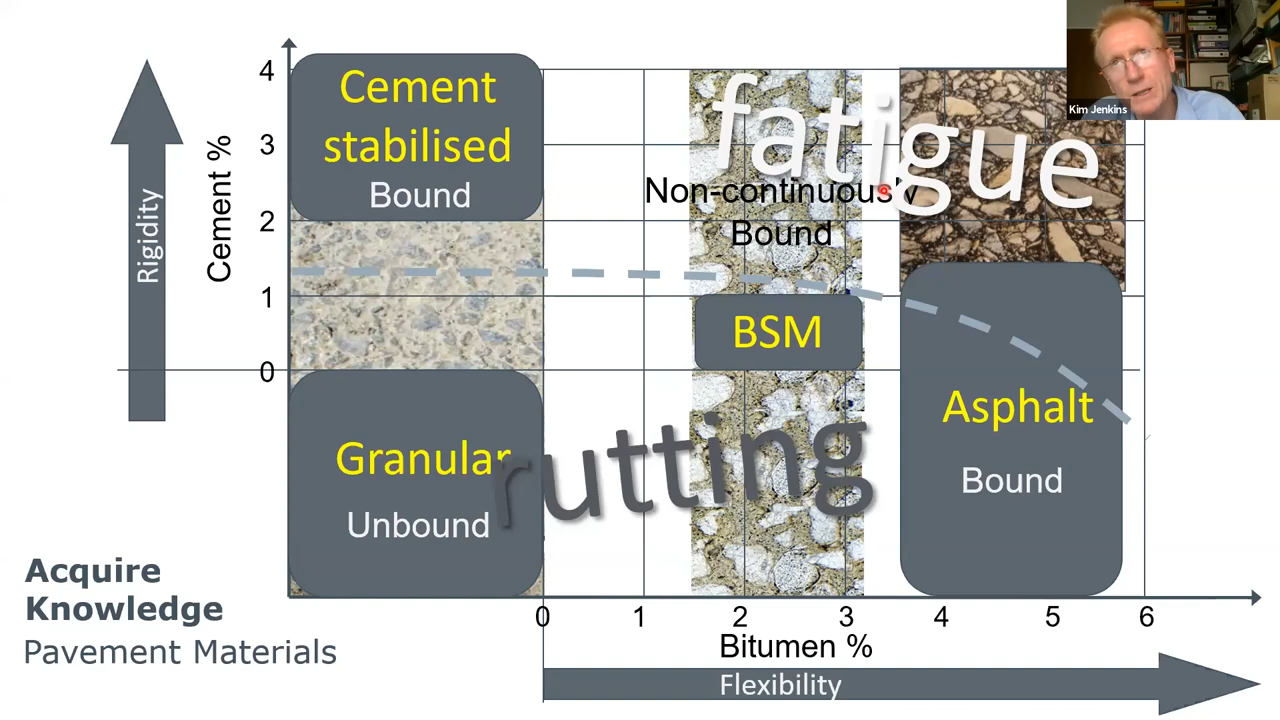 Kim Jenkins
fatigue
4
3
2
1
0
Cement %
Rigidity
Cement
stabilised
Bound
Non-continuously
Bound
BSM
Asphalt
Bound
Granular
Unbound
rutting
Acquire
Knowledge
Pavement Materials
0 1 2 3 4 5 6
Bitumen %
Flexibility